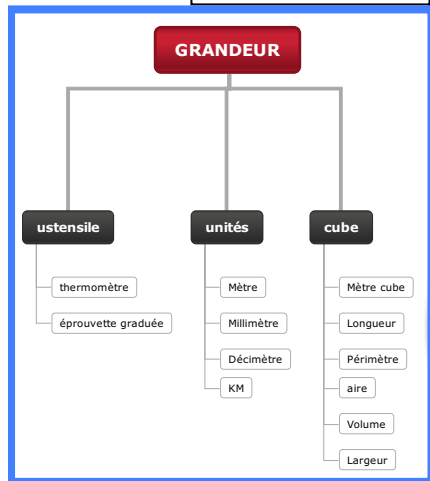 GRANDEUR
ustensile
thermomètre
éprouvette graduée
unités
Mètre
Millimètre
Décimètre
KM
cube
Mètre cube
Longueur
Périmètre
aire
Volume
Largeur